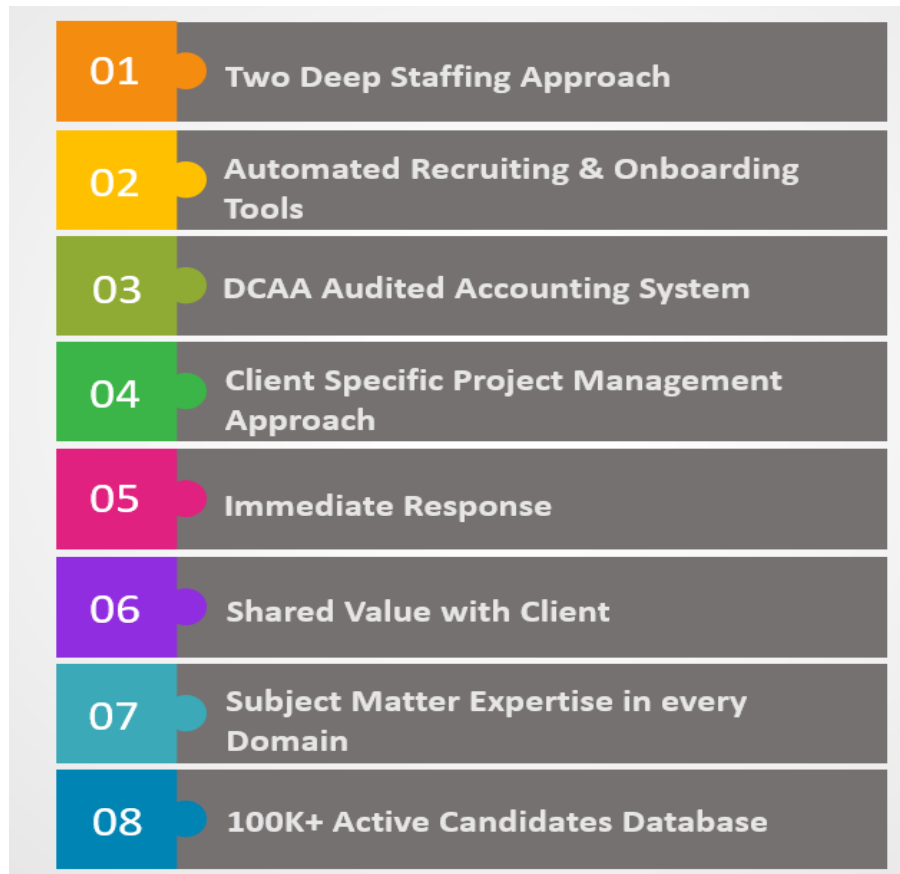 01
Two Deep Staffing Approach
02
Automated Recruiting & Onboarding
Tools
03
DCAA Audited Accounting System
04
Client Specific Project Management
Approach
05
Immediate Response
06
Shared Value with Client
07
Subject Matter Expertise in every
Domain
08
100K+ Active Candidates Database